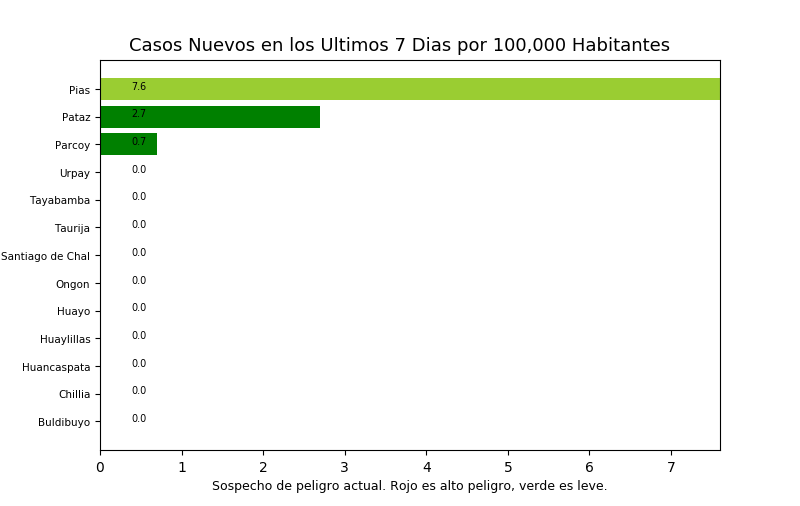 Casos Nuevos en los Ultimos 7 Dias por 100,000 Habitantes
Pias 7.6
Pataz 2.7
Parcoy 0.7
Urpay 0.0
Tayabamba 0.0
Taurija 0.0
Santiago de Chal 0.0
Ongon 0.0
Huayo 0.0
Huaylillas 0.0
Huancaspata 0.0
Chillia 0.0
Buldibuyo 0.0
0 1 2 3 4 5 6 7
Sospecho de peligro actual. Rojo es alto peligro, verde es leve.